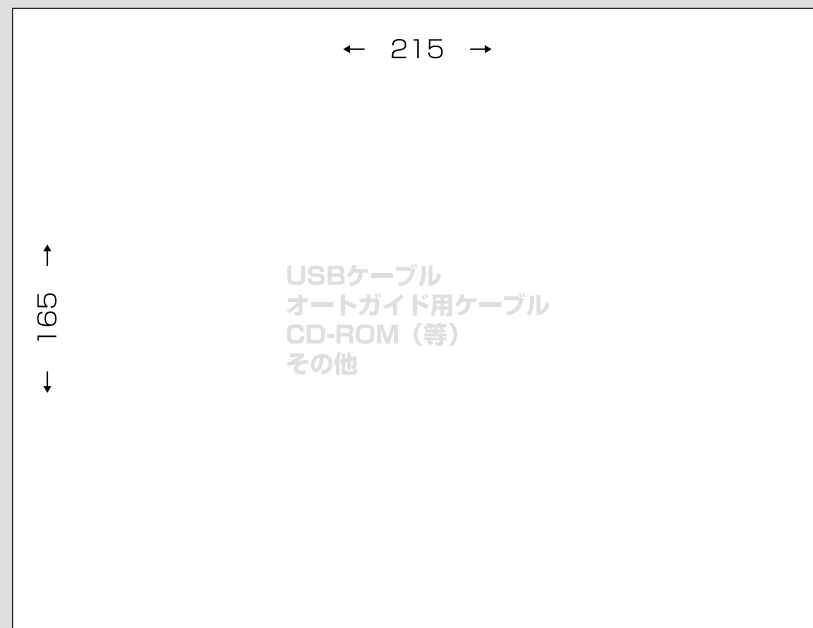 ← 215 →
← 165 →
USBケーブル
オートガイド用ケーブル
CD-ROM（等）
その他